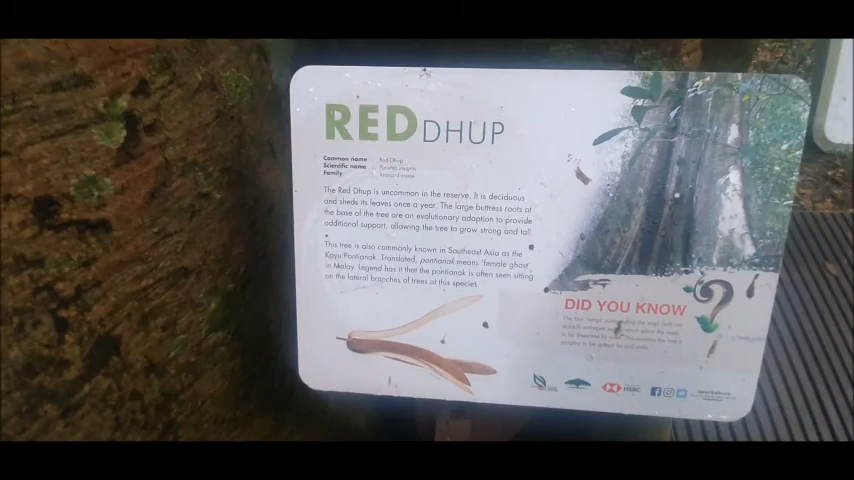 RED DHUP
Common name Red Dhup
Scientific name Parishia insignis
Family Anacardiaceae
The Red Dhup is uncommon in the reserve. It is deciduous
and sheds its leaves once a year. The large buttress roots at
the base of the tree are an evolutionary adaption to provide
additional support, allowing the tree to grow strong and tall.
This tree is also commonly known in Southeast Asia as the
Kayu Pontianak. Translated, pontianak means 'female ghost'
in Malay. Legend has it that the pontianak is often seen sitting
on the lateral branches of trees of this species.
DID YOU KNOW
?
HSBC